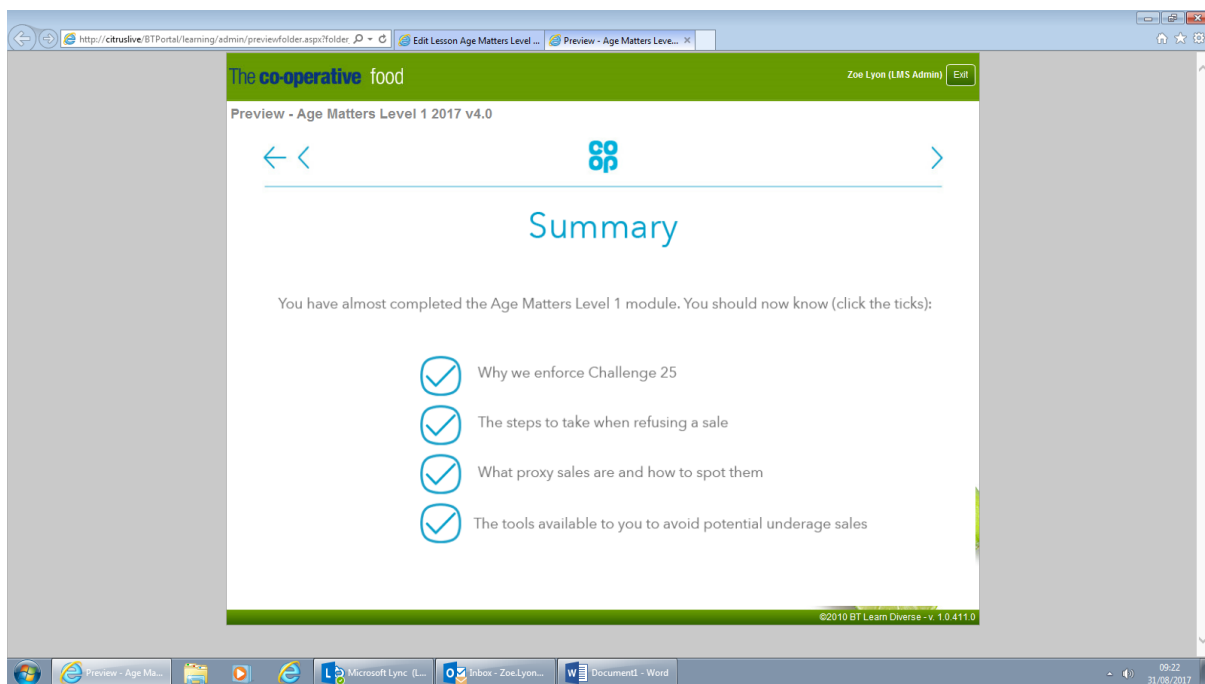 http://citruslive/BTPortal/learning/admin/previewfolder.aspx?folder
Edit Lesson Age Matters Level ...
Preview - Age Matters Leve...
The co-operative food
Zoe Lyon (LMS Admin)
Exit
Preview - Age Matters Level 1 2017 v4.0
CO
OP
Summary
You have almost completed the Age Matters Level 1 module. You should now know (click the ticks):
Why we enforce Challenge 25
The steps to take when refusing a sale
What proxy sales are and how to spot them
The tools available to you to avoid potential underage sales
©2010 BT Learn Diverse - v. 1.0.411.0
Preview - Age Ma...
Microsoft Lync (L...
Inbox - Zoe.Lyon...
Document1 - Word
09:22
31/08/2017